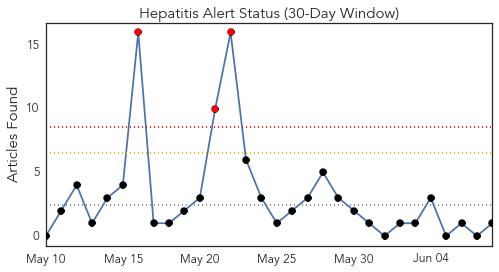 Hepatitis Alert Status (30-Day Window)
Articles Found
15
10
5
0
May 10
May 15
May 20
May 25
May 30
Jun 04